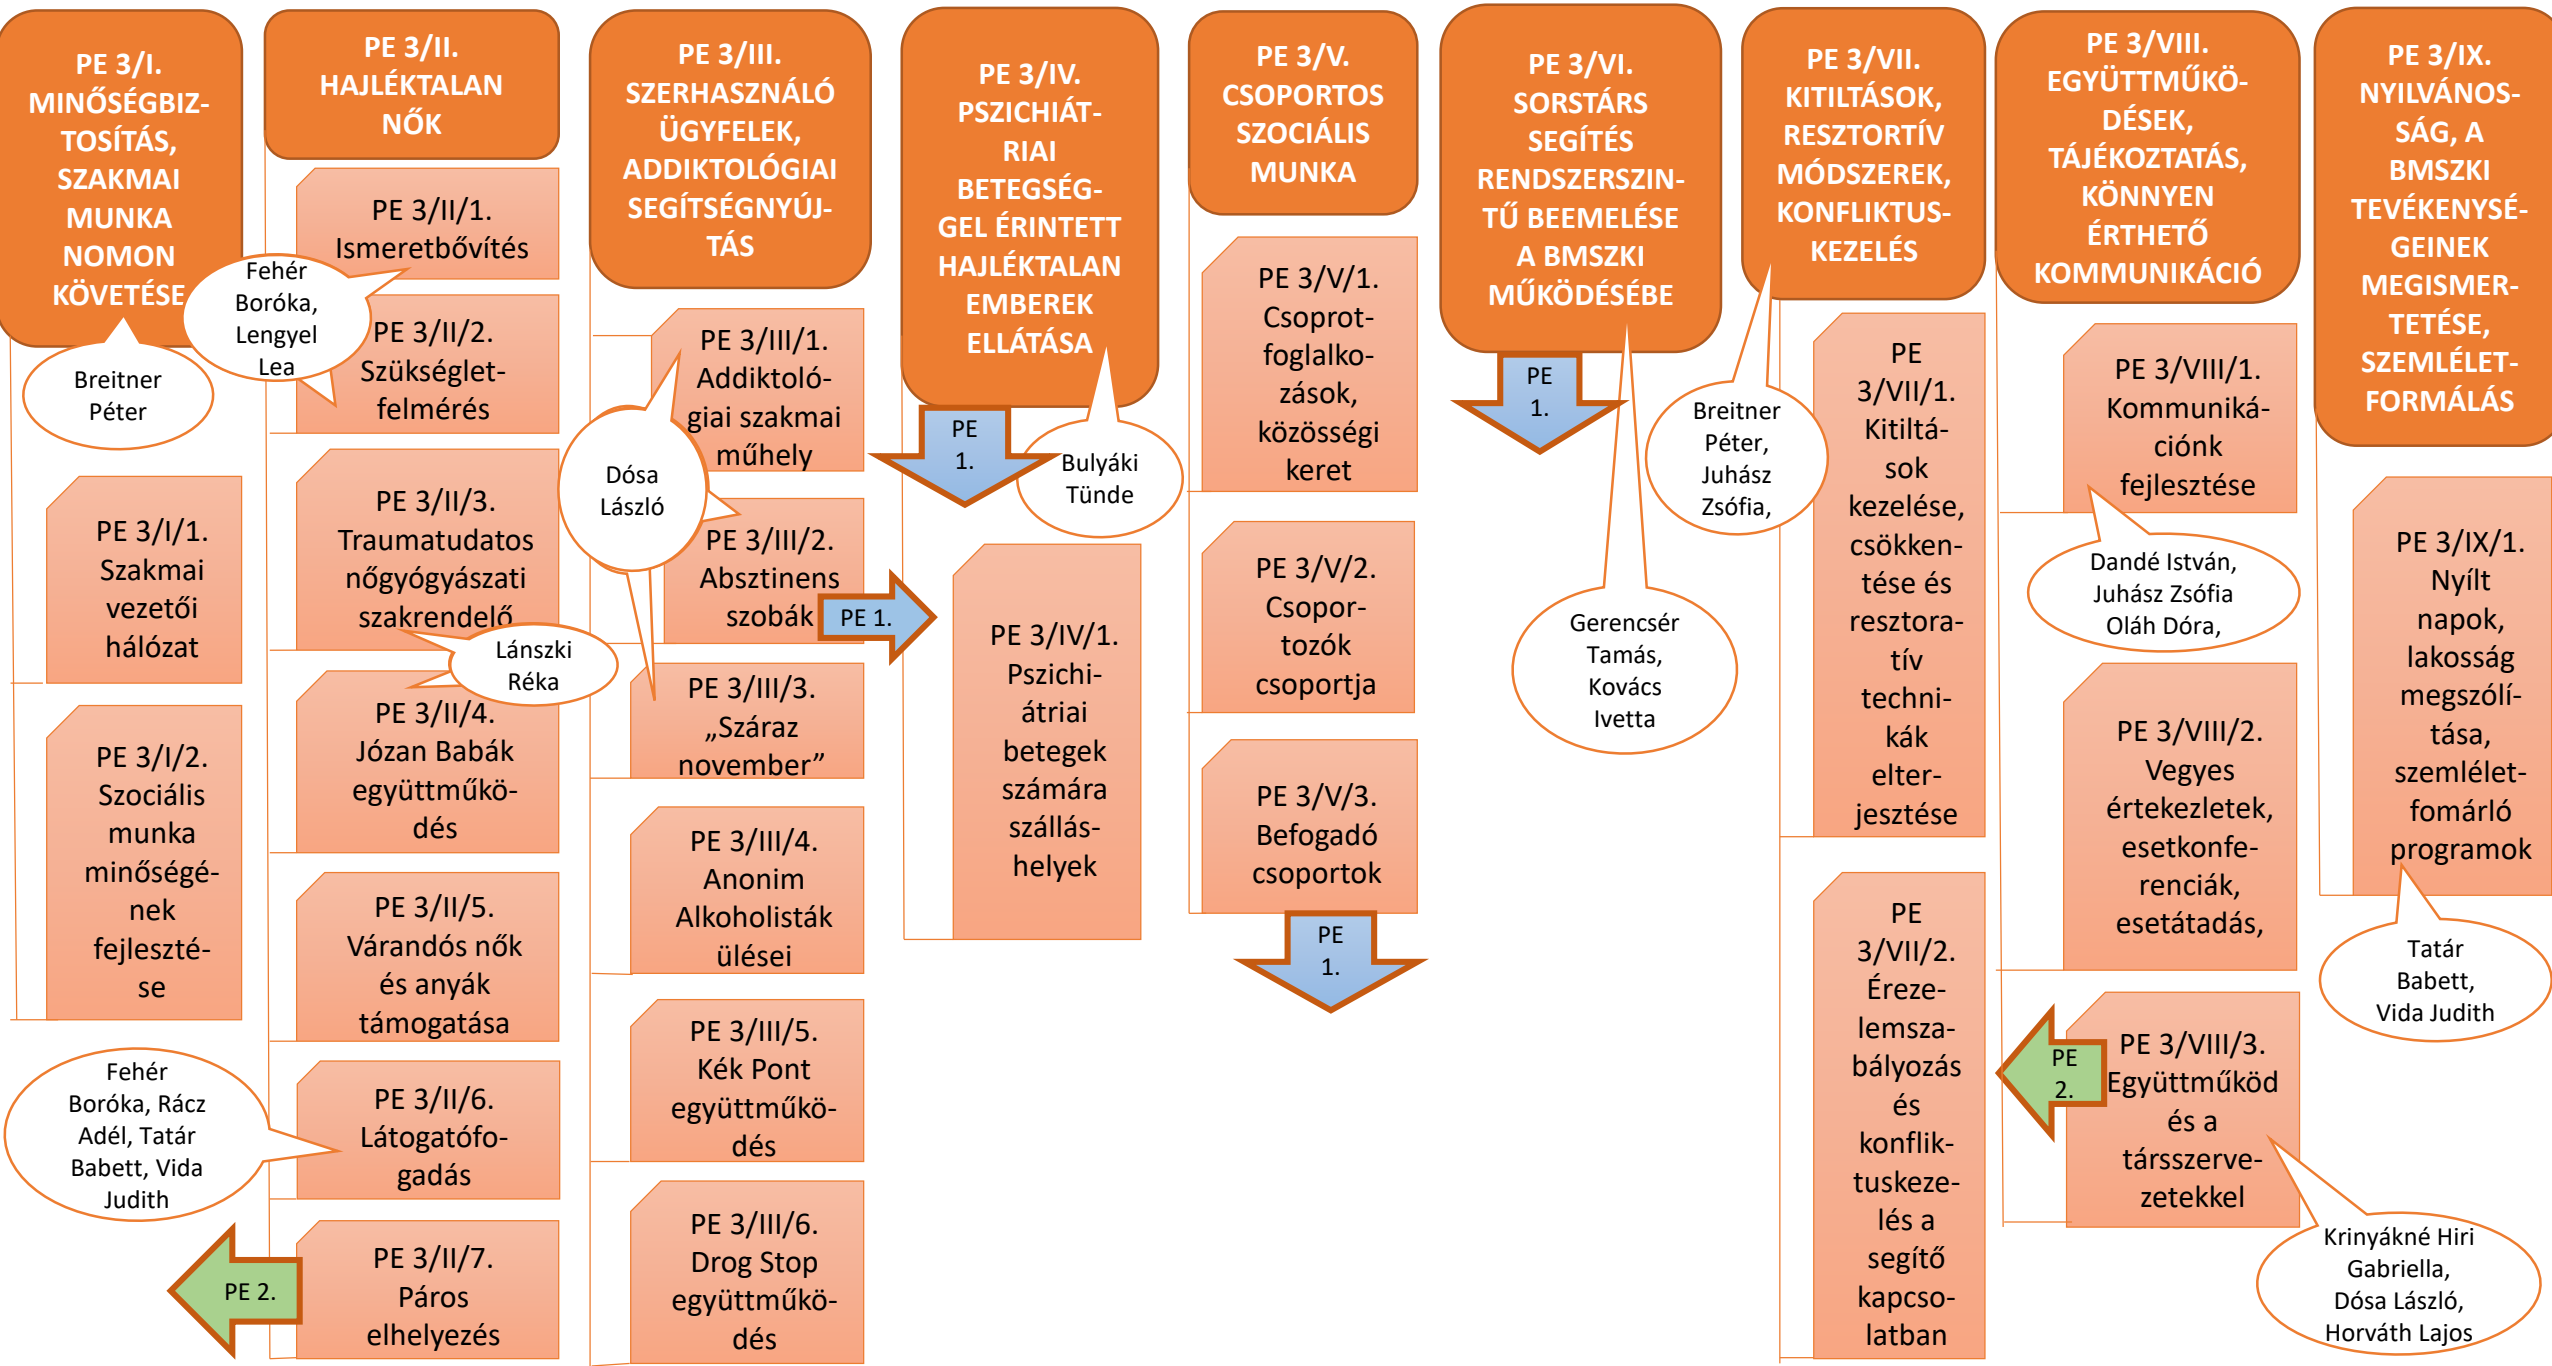 PE 3/I.
MINŐSÉGBIZ-
TOSÍTÁS,
SZAKMAI
MUNKA
NOMON
KÖVETÉSE
Breitner
Péter
PE 3/I/1.
Szakmai
vezetői
hálózat
PE 3/I/2.
Szociális
munka
minőségé-
nek
fejleszté-
se
PE 3/II.
HAJLÉKTALAN
NŐK
PE 3/II/1.
Ismeretbővítés
Fehér
Boróka,
Lengyel
Lea
PE 3/II/2.
Szükséglet-
felmérés
PE 3/II/3.
Traumatudatos
nőgyógyászati
szakrendelő
Lánszki
Réka
PE 3/II/4.
Józan Babák
együttműkö-
dés
PE 3/II/5.
Várandós nők
és anyák
támogatása
PE 3/II/6.
Látogatófo-
gadás
Fehér
Boróka, Rácz
Adél, Tatár
Babett, Vida
Judith
PE 3/II/7.
Páros
elhelyezés
PE 2.
PE 3/III.
SZERHASZNÁLÓ
ÜGYFELEK,
ADDIKTOLÓGIAI
SEGÍTSÉGNYÚJ-
TÁS
PE 3/III/1.
Addiktoló-
giai szakmai
műhely
Dósa
László
PE 3/III/2.
Absztinens
szobák
PE 1.
PE 3/III/3.
„Száraz
november”
PE 3/III/4.
Anonim
Alkoholisták
ülései
PE 3/III/5.
Kék Pont
együttműkö-
dés
PE 3/III/6.
Drog Stop
együttműkö-
dés
PE 3/IV.
PSZICHIÁT-
RIAI
BETEGSÉG-
GEL ÉRINTETT
HAJLÉKTALAN
EMBEREK
ELLÁTÁSA
PE
1.
Bulyáki
Tünde
PE 3/IV/1.
Pszichi-
átriai
betegek
számára
szállás-
helyek
PE 3/V.
CSOPORTOS
SZOCIÁLIS
MUNKA
PE 3/V/1.
Csoprot-
foglalko-
zások,
közösségi
keret
PE 3/V/2.
Csopor-
tozók
csoportja
PE 3/V/3.
Befogadó
csoportok
PE
1.
PE 3/VI.
SORSTÁRS
SEGÍTÉS
RENDSZERSZIN-
TŰ BEEMELÉSE
A BMSZKI
MŰKÖDÉSÉBE
PE
1.
Gerencsér
Tamás,
Kovács
Ivetta
PE 3/VII.
KITILTÁSOK,
RESZTORTÍV
MÓDSZEREK,
KONFLIKTUS-
KEZELÉS
Breitner
Péter,
Juhász
Zsófia,
PE
3/VII/1.
Kitiltá-
sok
kezelése,
csökken-
tése és
resztora-
tív
techni-
kák
elter-
jesztése
PE
3/VII/2.
Éreze-
lemsza-
bályozás
és
konflik-
tuskeze-
lés a
segítő
kapcso-
latban
PE 3/VIII.
EGYÜTTMŰKÖ-
DÉSEK,
TÁJÉKOZTATÁS,
KÖNNYEN
ÉRTHETŐ
KOMMUNIKÁCIÓ
PE 3/VIII/1.
Kommuniká-
ciónk
fejlesztése
Dandé István,
Juhász Zsófia
Oláh Dóra,
PE 3/VIII/2.
Vegyes
értekezletek,
esetkonfe-
renciák,
esetátadás,
PE
2.
PE 3/VIII/3.
Együttműköd
és a
társszerve-
zetekkel
Krinyákné Hiri
Gabriella,
Dósa László,
Horváth Lajos
PE 3/IX.
NYILVÁNOS-
SÁG, A
BMSZKI
TEVÉKENYSÉ-
GEINEK
MEGISMER-
TETÉSE,
SZEMLÉLET-
FORMÁLÁS
PE 3/IX/1.
Nyílt
napok,
lakosság
megszólí-
tása,
szemlélet-
fomárló
programok
Tatár
Babett,
Vida Judith